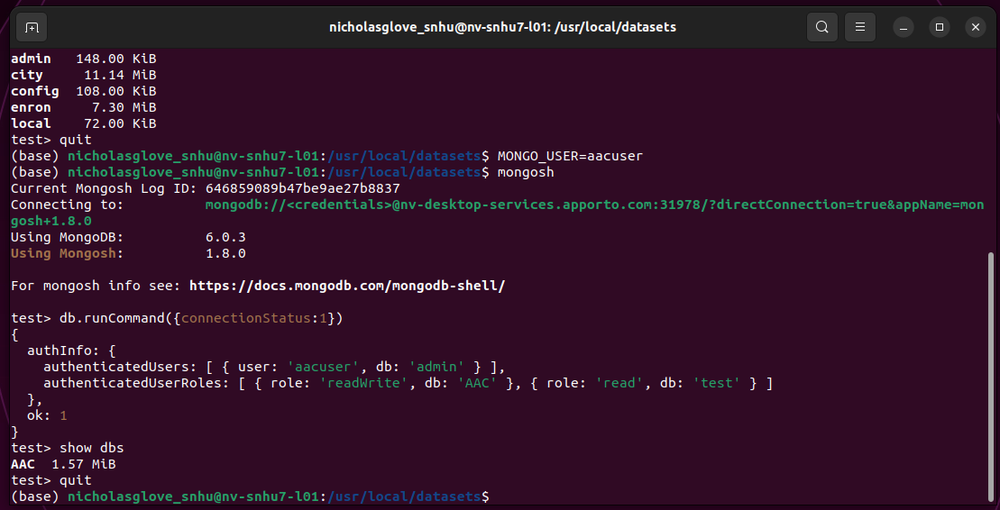 nicholasglove_snhu@nv-snhu7-l01: /usr/local/datasets
admin   148.00 KiB
city     11.14 MiB
config  108.00 KiB
enron     7.30 MiB
local    72.00 KiB
test> quit
(base) nicholasglove_snhu@nv-snhu7-l01:/usr/local/datasets$ MONGO_USER=aacuser
(base) nicholasglove_snhu@nv-snhu7-l01:/usr/local/datasets$ mongosh
Current Mongosh Log ID: 646859089b47be9ae27b8837
Connecting to:          mongodb://<credentials>@nv-desktop-services.apporto.com:31978/?directConnection=true&appName=mon
gosh+1.8.0
Using MongoDB:          6.0.3
Using Mongosh:          1.8.0
For mongosh info see: https://docs.mongodb.com/mongodb-shell/
test> db.runCommand({connectionStatus:1})
{
  authInfo: {
    authenticatedUsers: [ { user: 'aacuser', db: 'admin' } ],
    authenticatedUserRoles: [ { role: 'readWrite', db: 'AAC' }, { role: 'read', db: 'test' } ]
  },
  ok: 1
}
test> show dbs
AAC  1.57 MiB
test> quit
(base) nicholasglove_snhu@nv-snhu7-l01:/usr/local/datasets$